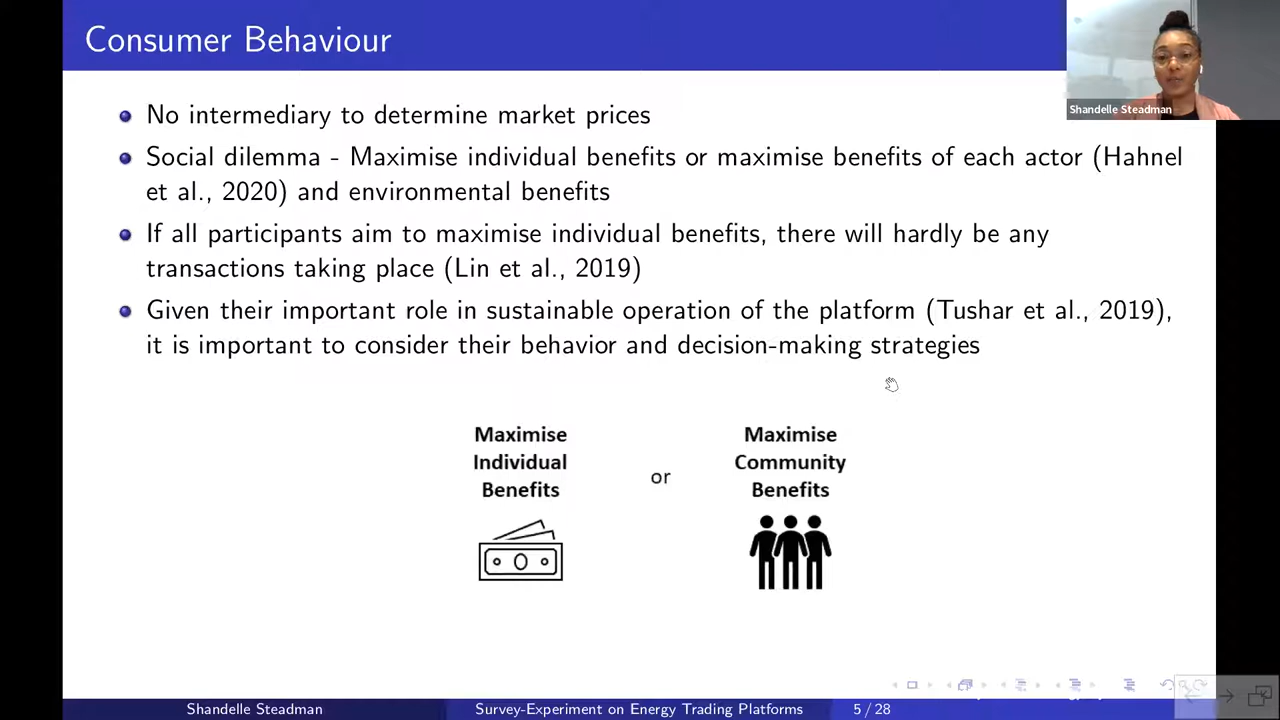 Consumer Behaviour
Shandelle Steadman
No intermediary to determine market prices
Social dilemma - Maximise individual benefits or maximise benefits of each actor (Hahnel
et al., 2020) and environmental benefits
If all participants aim to maximise individual benefits, there will hardly be any
transactions taking place (Lin et al., 2019)
Given their important role in sustainable operation of the platform (Tushar et al., 2019),
it is important to consider their behavior and decision-making strategies
Maximise
Individual
Benefits
or
Maximise
Community
Benefits
Shandelle Steadman
Survey-Experiment on Energy Trading Platforms
5 / 28